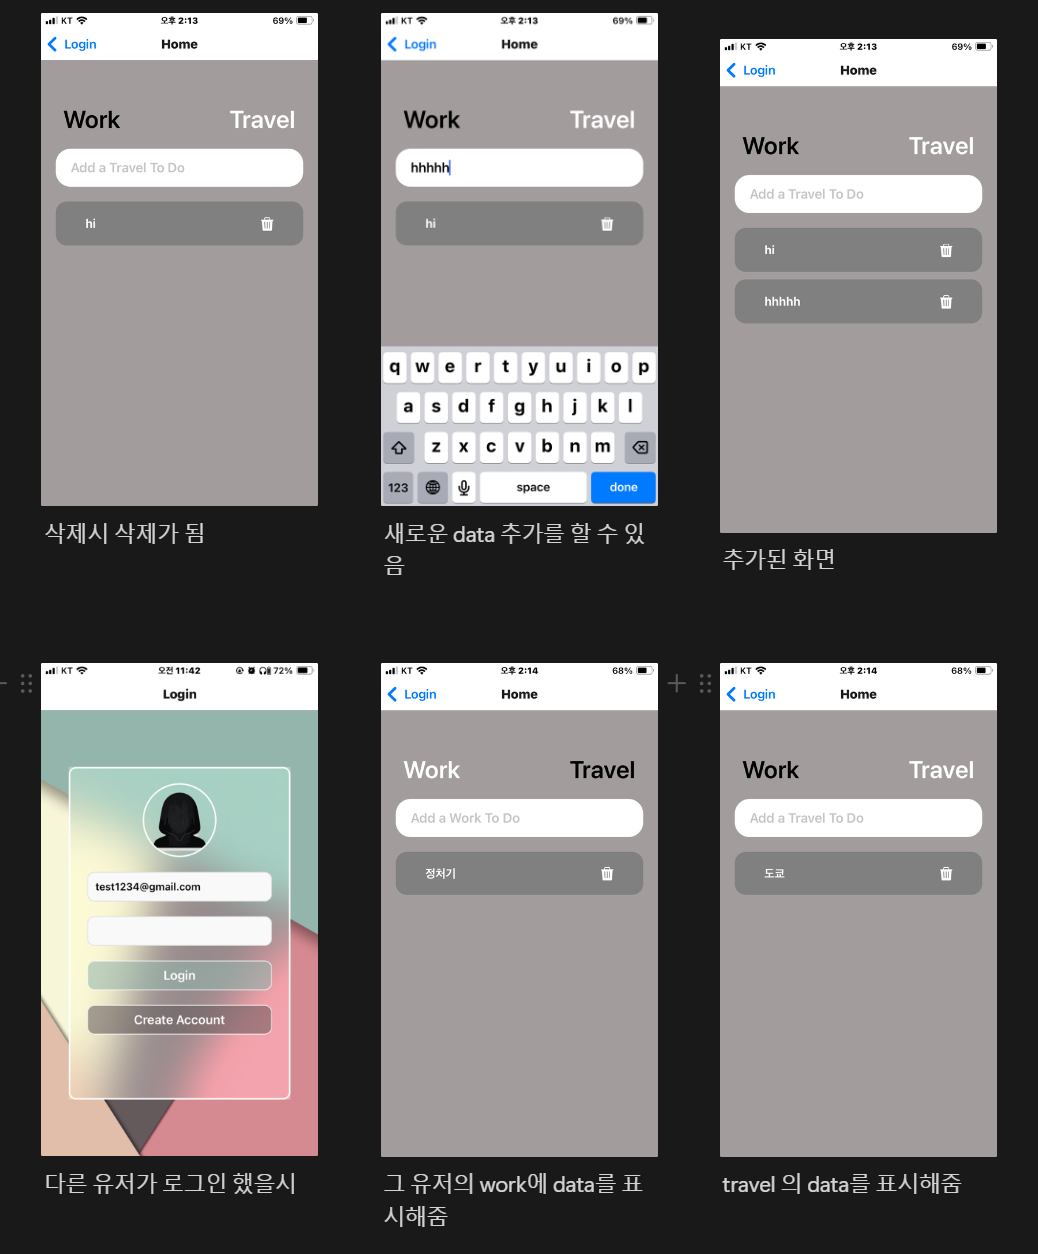 KT 오후 2:13 69%
Login Home
Work Travel
Add a Travel To Do
hi
삭제시 삭제가 됨
KT 오후 2:13 69%
Login Home
Work Travel
hhhhh
hi
q w e r t y u i o p
a s d f g h j k l
z x c v b n m
123 space done
새로운 data 추가를 할 수 있
음
KT 오후 2:13 69%
Login Home
Work Travel
Add a Travel To Do
hi
hhhhh
추가된 화면
KT 오전 11:42 72%
Login
test1234@gmail.com
Login
Create Account
다른 유저가 로그인 했을시
KT 오후 2:14 68%
Login Home
Work Travel
Add a Work To Do
정처기
그 유저의 work에 data를 표
시해줌
KT 오후 2:14 68%
Login Home
Work Travel
Add a Travel To Do
도쿄
travel 의 data를 표시해줌